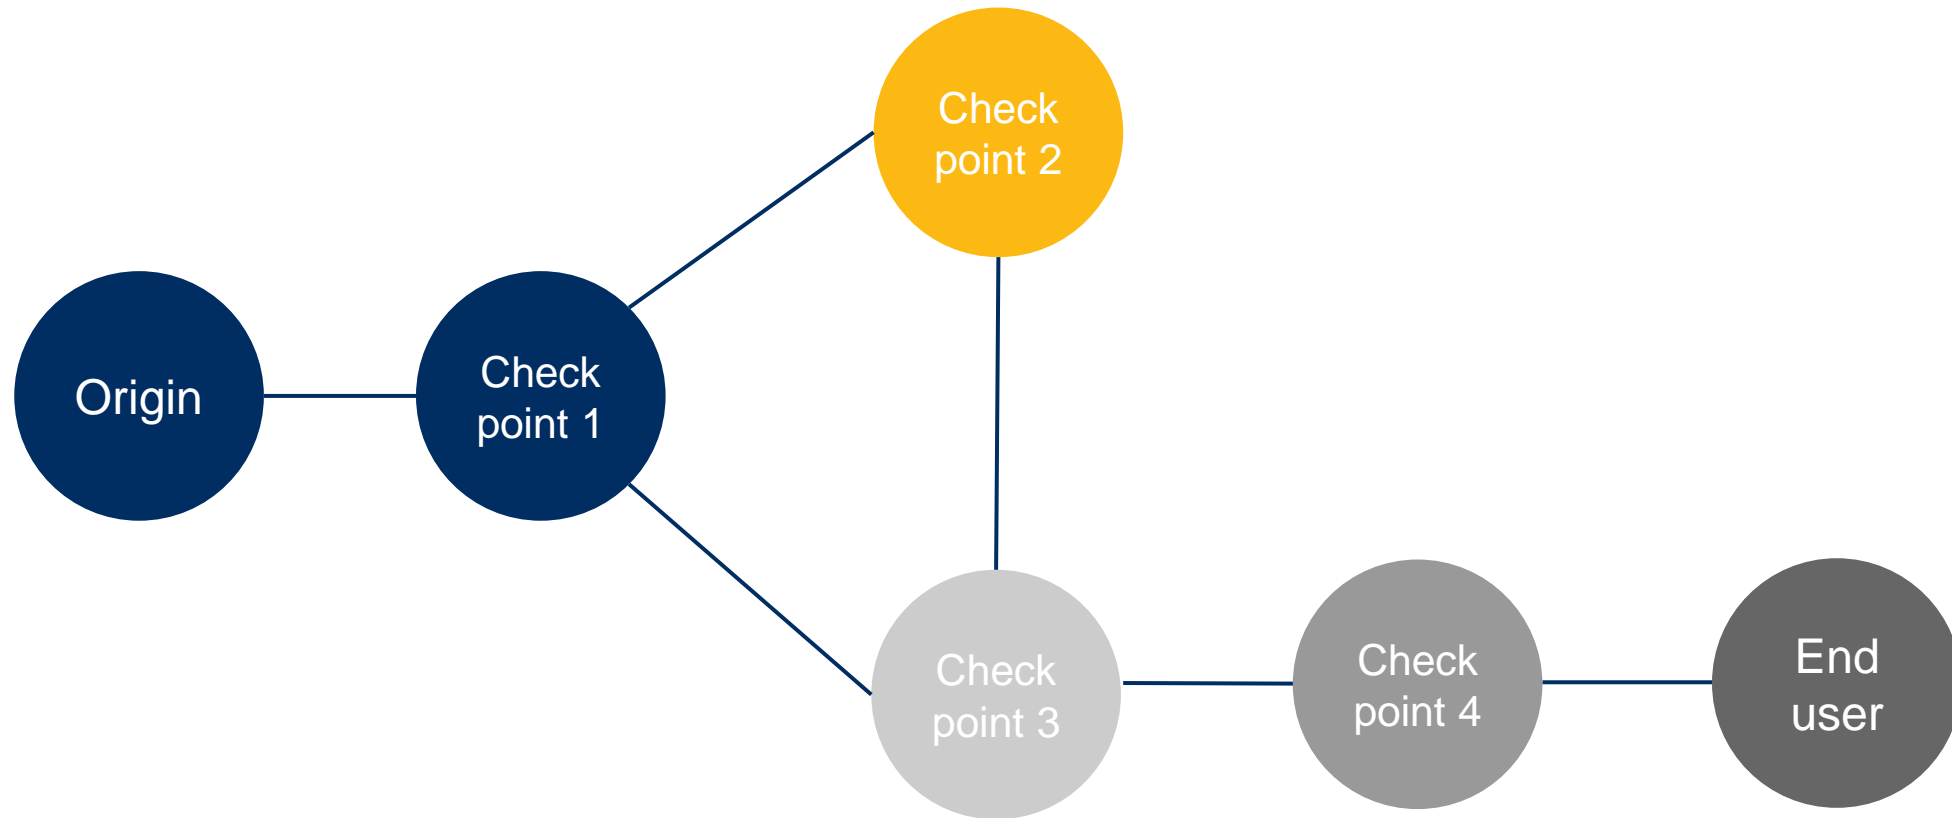 Origin
Check
point 1
Check
point 2
Check
point 3
Check
point 4
End
user